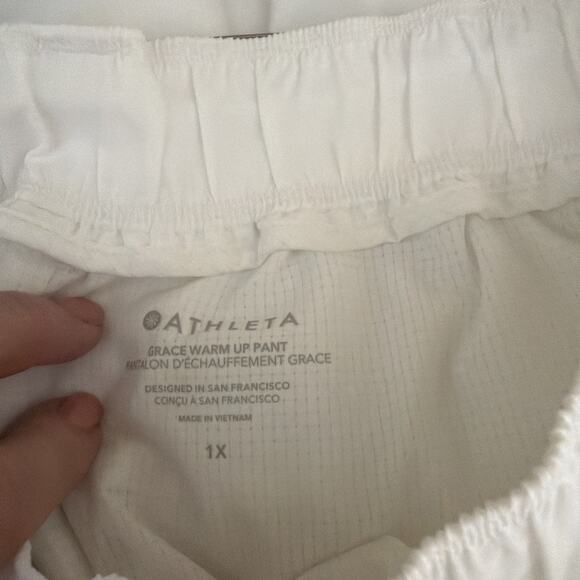 ATHLETA
GRACE WARM UP PANT
PANTALON D'ÉCHAUFFEMENT GRACE
DESIGNED IN SAN FRANCISCO
CONÇU À SAN FRANCISCO
MADE IN VIETNAM
1X